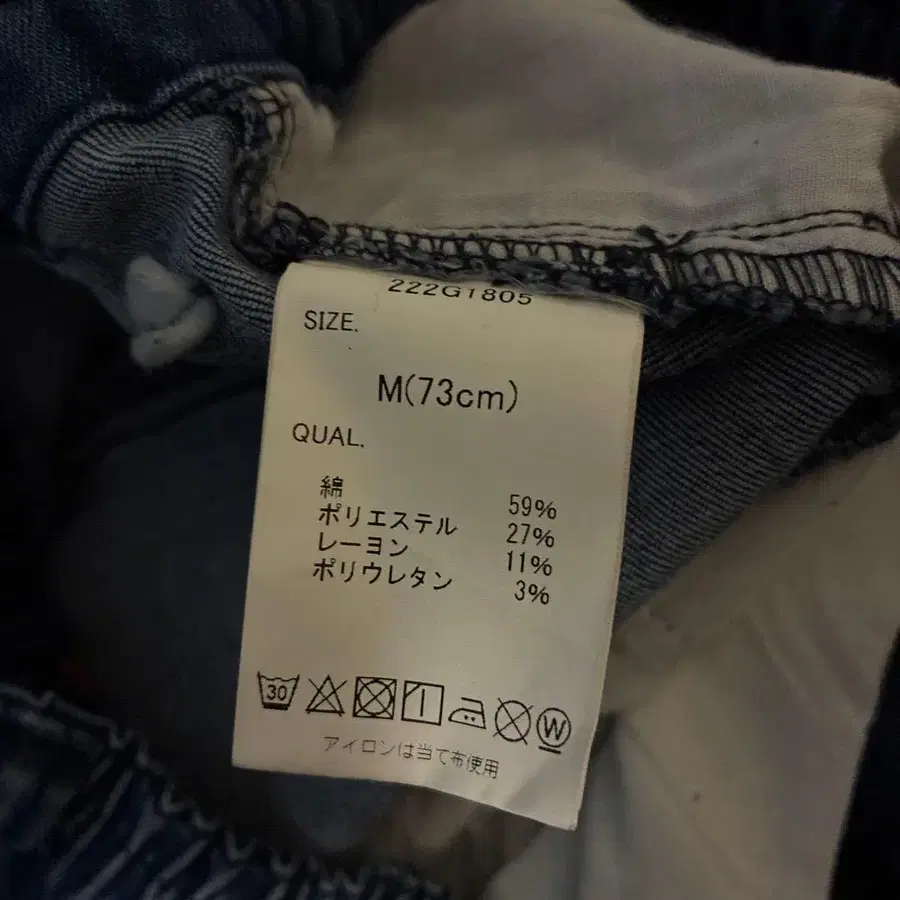 222G1805
SIZE.
M(73cm)
QUAL.
綿 59%
ポリエステル 27%
レーヨン 11%
ポリウレタン 3%
30 W
アイロンは当て布使用